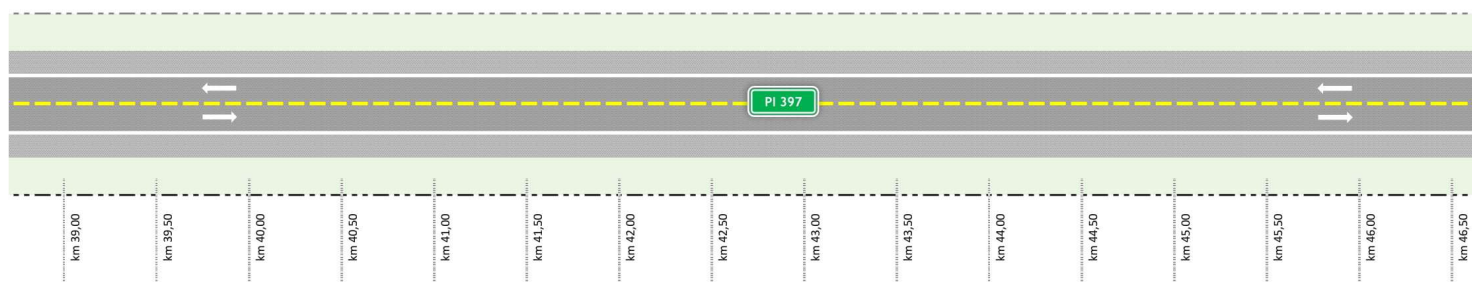 PI 397
km 39,00
km 39,50
km 40,00
km 40,50
km 41,00
km 41,50
km 42,00
km 42,50
km 43,00
km 43,50
km 44,00
km 44,50
km 45,00
km 45,50
km 46,00
km 46,50